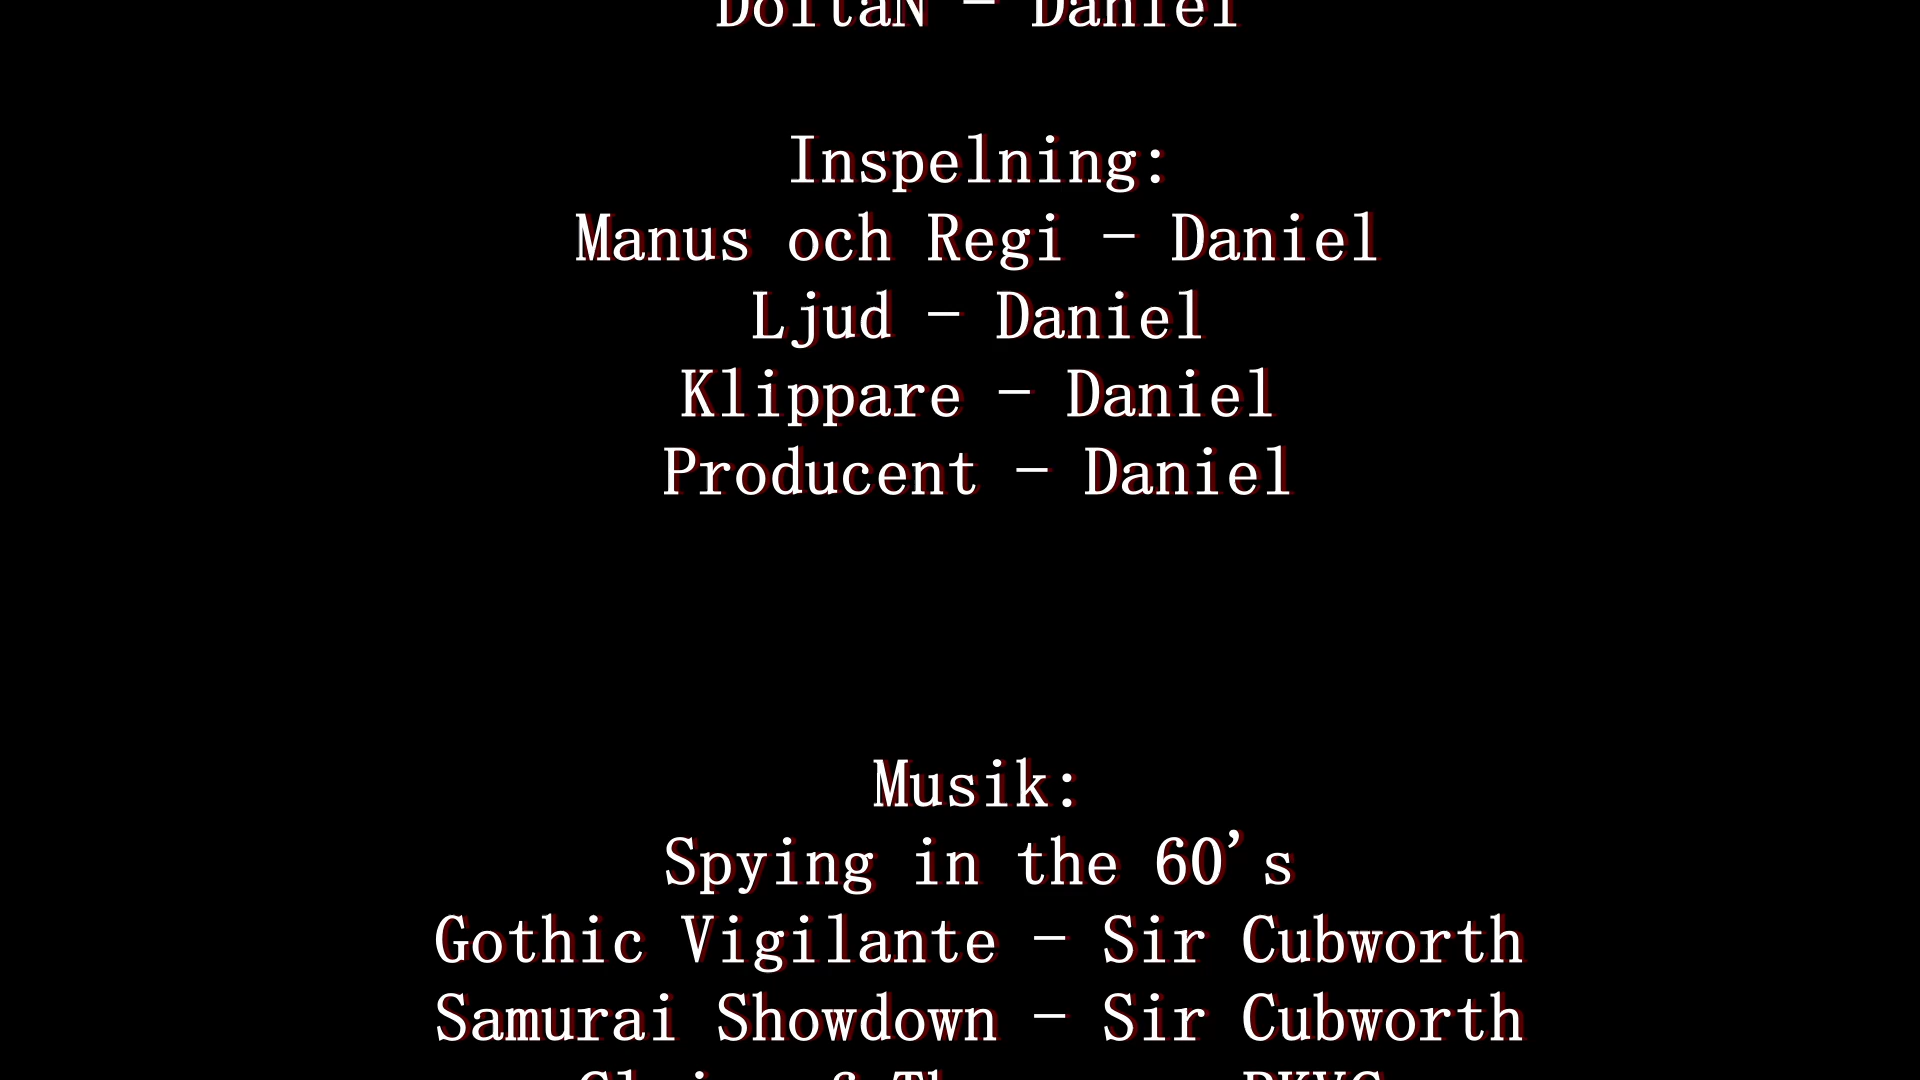 - Daniel
Inspelning:
Manus och Regi - Daniel
Ljud - Daniel
Klippare - Daniel
Producent - Daniel
Musik:
Spying in the 60's
Gothic Vigilante - Sir Cubworth
Samurai Showdown - Sir Cubworth